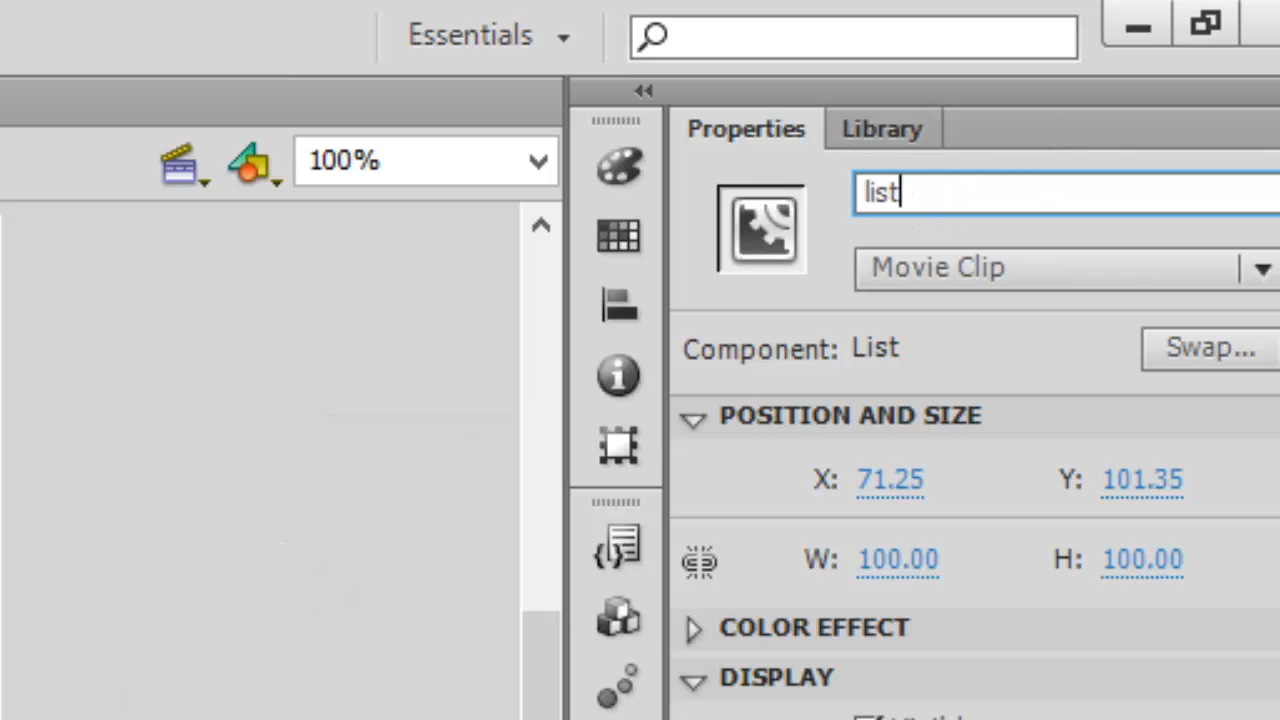 Essentials
100%
Properties
Library
list
Movie Clip
Component: List
Swap...
POSITION AND SIZE
X: 71.25
Y: 101.35
W: 100.00
H: 100.00
COLOR EFFECT
DISPLAY